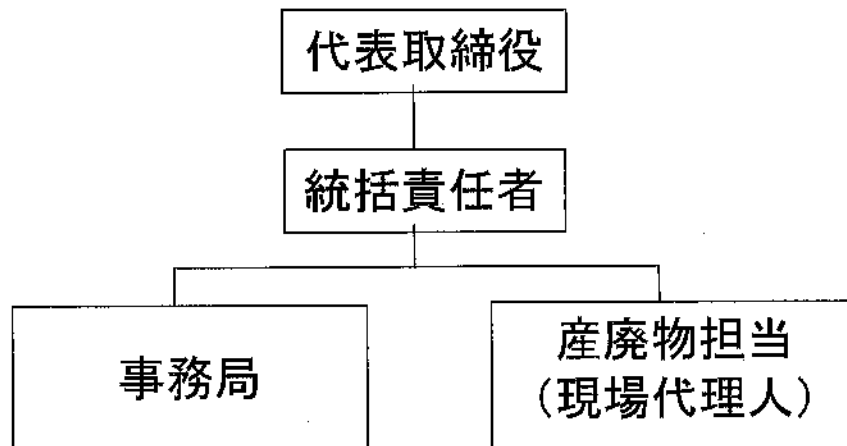 代表取締役
統括責任者
事務局
産廃物担当
(現場代理人)